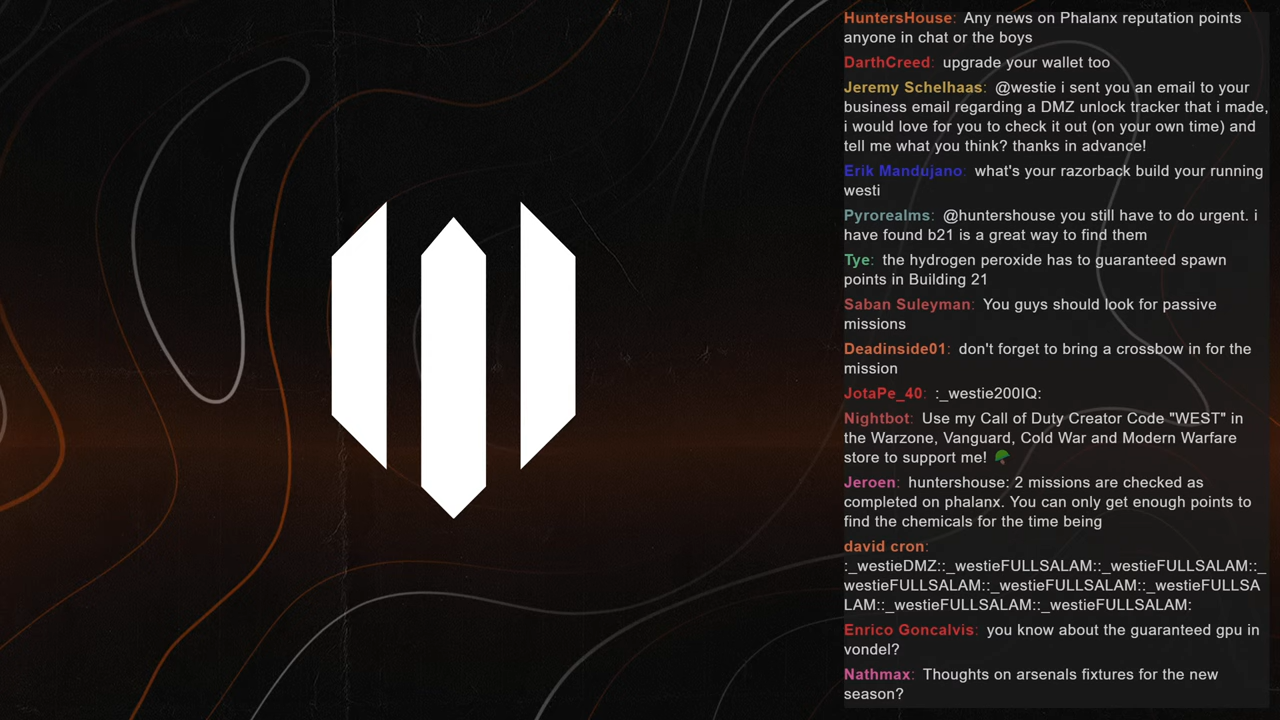 HuntersHouse: Any news on Phalanx reputation points
anyone in chat or the boys
DarthCreed: upgrade your wallet too
Jeremy Schelhaas: @westie i sent you an email to your
business email regarding a DMZ unlock tracker that i made,
i would love for you to check it out (on your own time) and
tell me what you think? thanks in advance!
Erik Mandujano: what's your razorback build your running
westi
Pyrorealms: @huntershouse you still have to do urgent. i
have found b21 is a great way to find them
Tye: the hydrogen peroxide has to guaranteed spawn
points in Building 21
Saban Suleyman: You guys should look for passive
missions
Deadinside01: don't forget to bring a crossbow in for the
mission
JotaPe_40: :_westie200IQ:
Nightbot: Use my Call of Duty Creator Code "WEST" in
the Warzone, Vanguard, Cold War and Modern Warfare
store to support me!
Jeroen: huntershouse: 2 missions are checked as
completed on phalanx. You can only get enough points to
find the chemicals for the time being
david cron:
:_westieDMZ::_westieFULLSALAM::_westieFULLSALAM::_
westieFULLSALAM::_westieFULLSALAM::_westieFULLSA
LAM::_westieFULLSALAM::_westieFULLSALAM:
Enrico Goncalvis: you know about the guaranteed gpu in
vondel?
Nathmax: Thoughts on arsenals fixtures for the new
season?